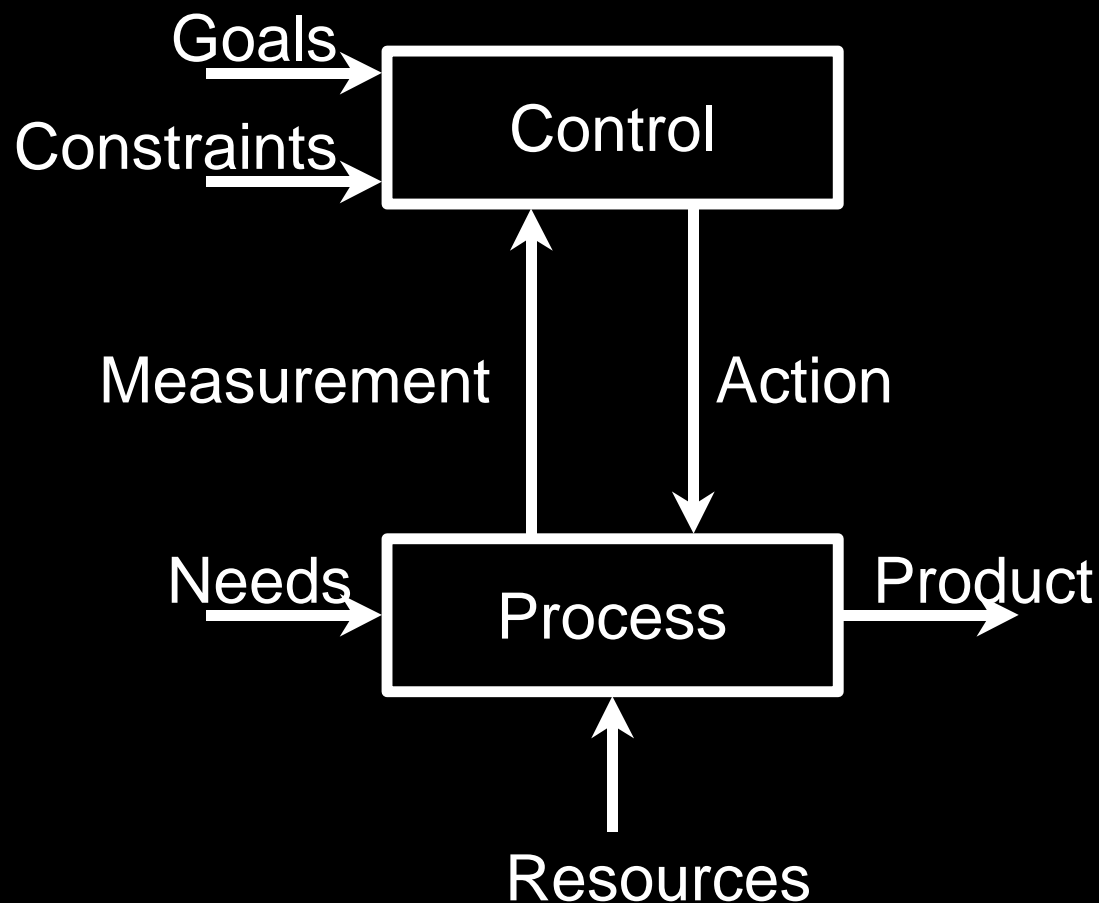 Goals
Control
Constraints
Measurement
Action
Needs
Process
Product
Resources